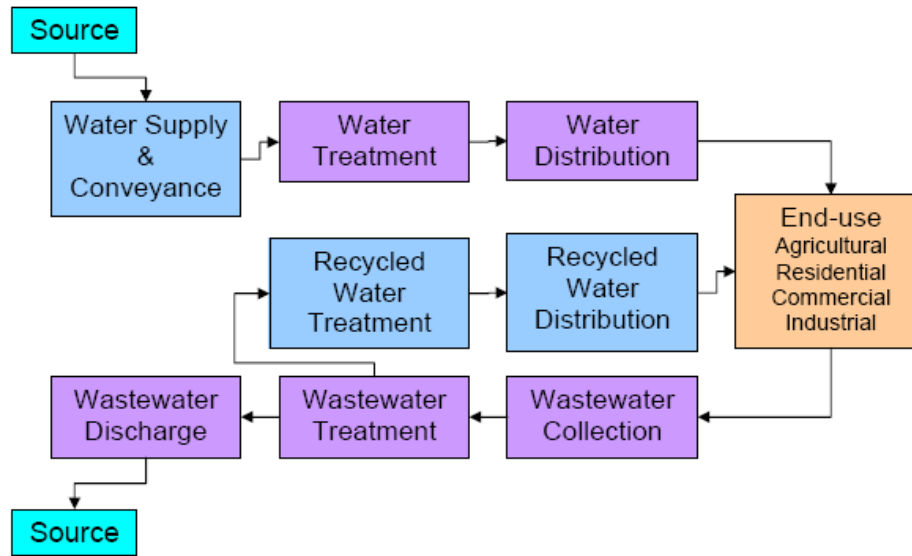 Source
Water Supply
&
Conveyance
Water
Treatment
Water
Distribution
End-use
Agricultural
Residential
Commercial
Industrial
Recycled
Water
Treatment
Recycled
Water
Distribution
Wastewater
Discharge
Wastewater
Treatment
Wastewater
Collection
Source